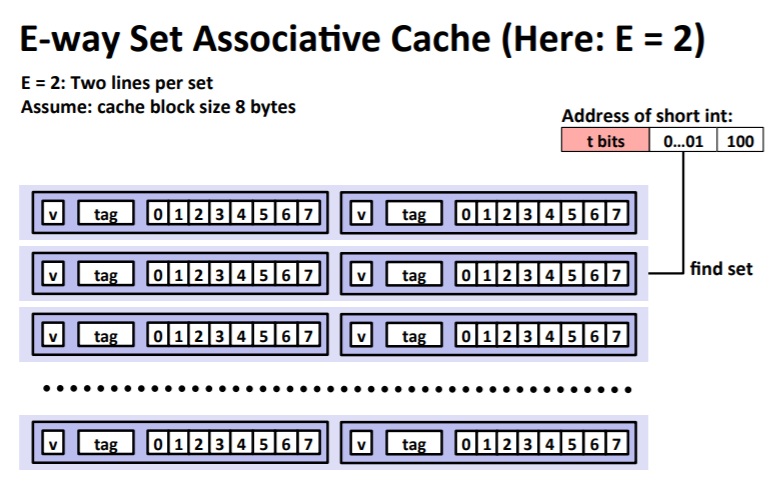 E-way Set Associative Cache (Here: E = 2)
E = 2: Two lines per set
Assume: cache block size 8 bytes
Address of short int:
t bits 0...01 100
v tag 0 1 2 3 4 5 6 7 v tag 0 1 2 3 4 5 6 7
v tag 0 1 2 3 4 5 6 7 v tag 0 1 2 3 4 5 6 7 find set
v tag 0 1 2 3 4 5 6 7 v tag 0 1 2 3 4 5 6 7
v tag 0 1 2 3 4 5 6 7 v tag 0 1 2 3 4 5 6 7